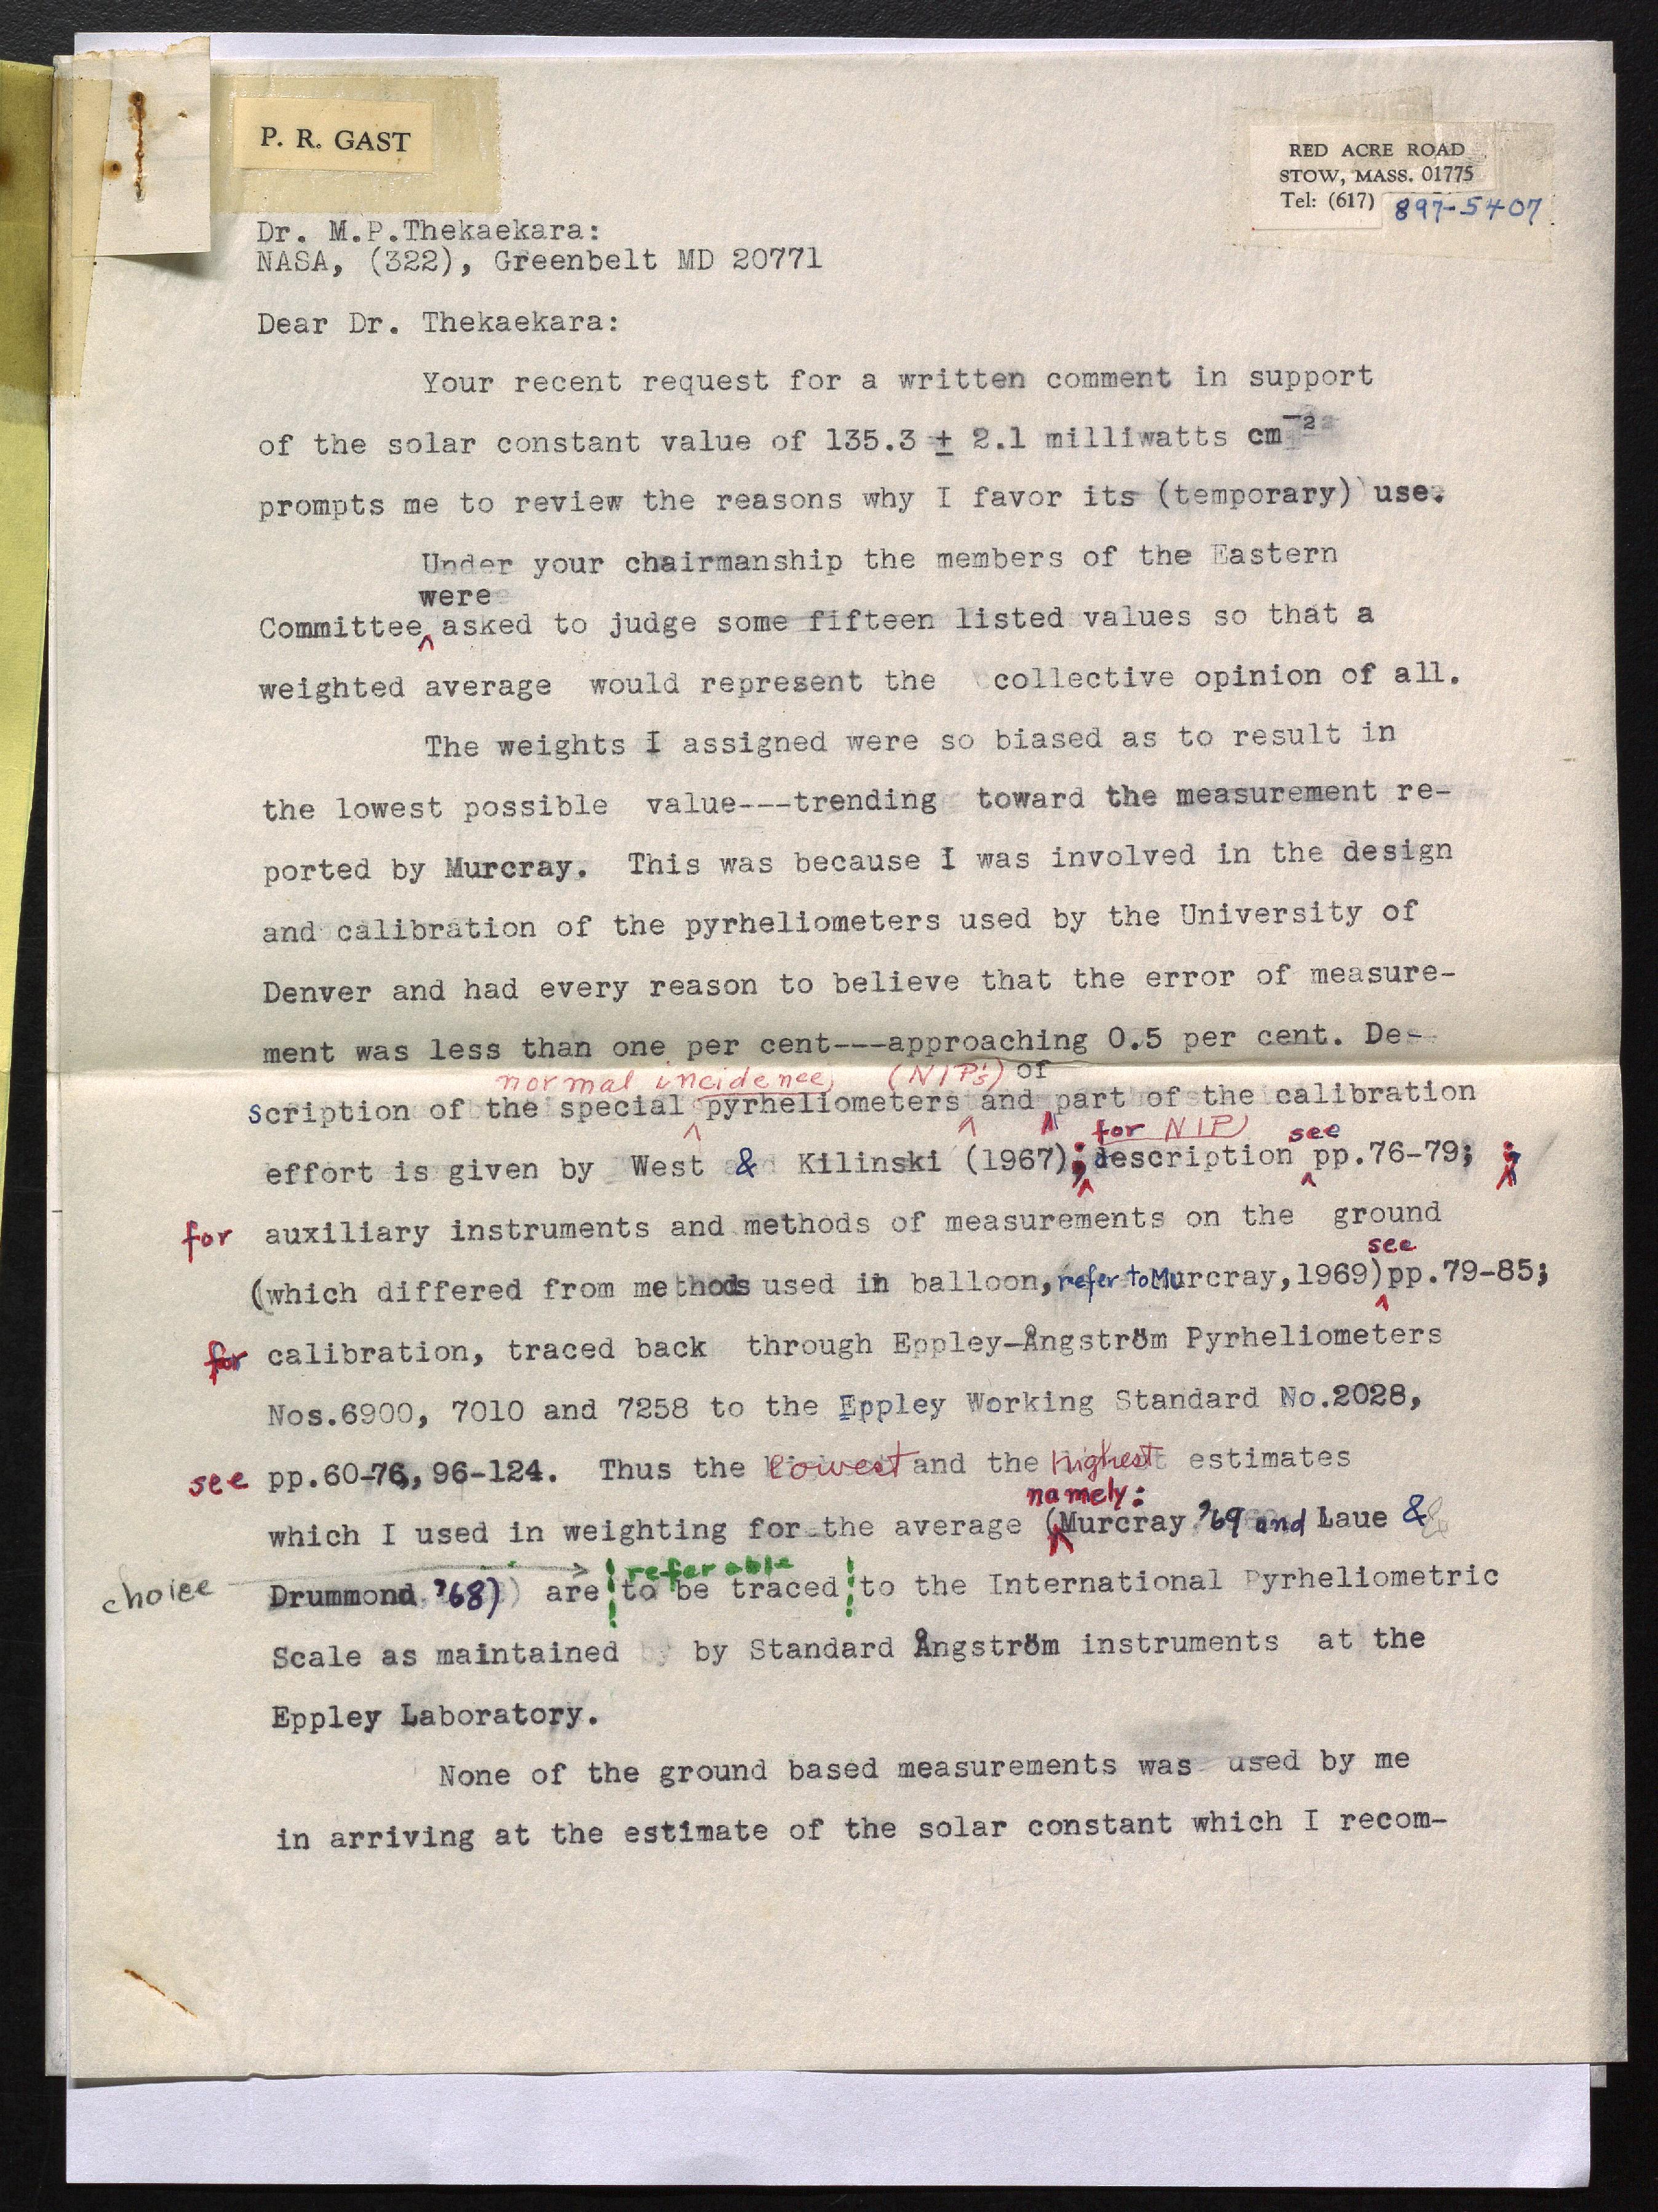 P. R. GAST
RED ACRE ROAD
STOW, MASS. 01775
Tel: (617) 897-5407
Dr. M.P.Thekaekara:
NASA, (322), Greenbelt MD 20771
Dear Dr. Thekaekara:
Your recent request for a written comment in support
of the solar constant value of 135.3 ± 2.1 milliwatts cm⁻²
prompts me to review the reasons why I favor its (temporary) use.
Under your chairmanship the members of the Eastern
were
Committee ^ asked to judge some fifteen listed values so that a
weighted average would represent the collective opinion of all.
The weights I assigned were so biased as to result in
the lowest possible value---trending toward the measurement re-
ported by Murcray. This was because I was involved in the design
and calibration of the pyrheliometers used by the University of
Denver and had every reason to believe that the error of measure-
ment was less than one per cent---approaching 0.5 per cent. De-
normal incidence, (NIP's) of
scription of the special ^ pyrheliometers ^ and ^ part of the calibration
for NIP see
effort is given by West & Kilinski (1967); description ^ pp.76-79; ;
for auxiliary instruments and methods of measurements on the ground
see
(which differed from methods used in balloon, refer to Murcray, 1969) ^ pp.79-85;
for calibration, traced back through Eppley-Ångström Pyrheliometers
Nos.6900, 7010 and 7258 to the Eppley Working Standard No.2028,
see pp.60-76, 96-124. Thus the lowest and the Highest estimates
namely:
which I used in weighting for the average (^Murcray '69 and Laue &
referable
choice Drummond '68) are to be traced to the International Pyrheliometric
Scale as maintained by Standard Ångström instruments at the
Eppley Laboratory.
None of the ground based measurements was used by me
in arriving at the estimate of the solar constant which I recom-